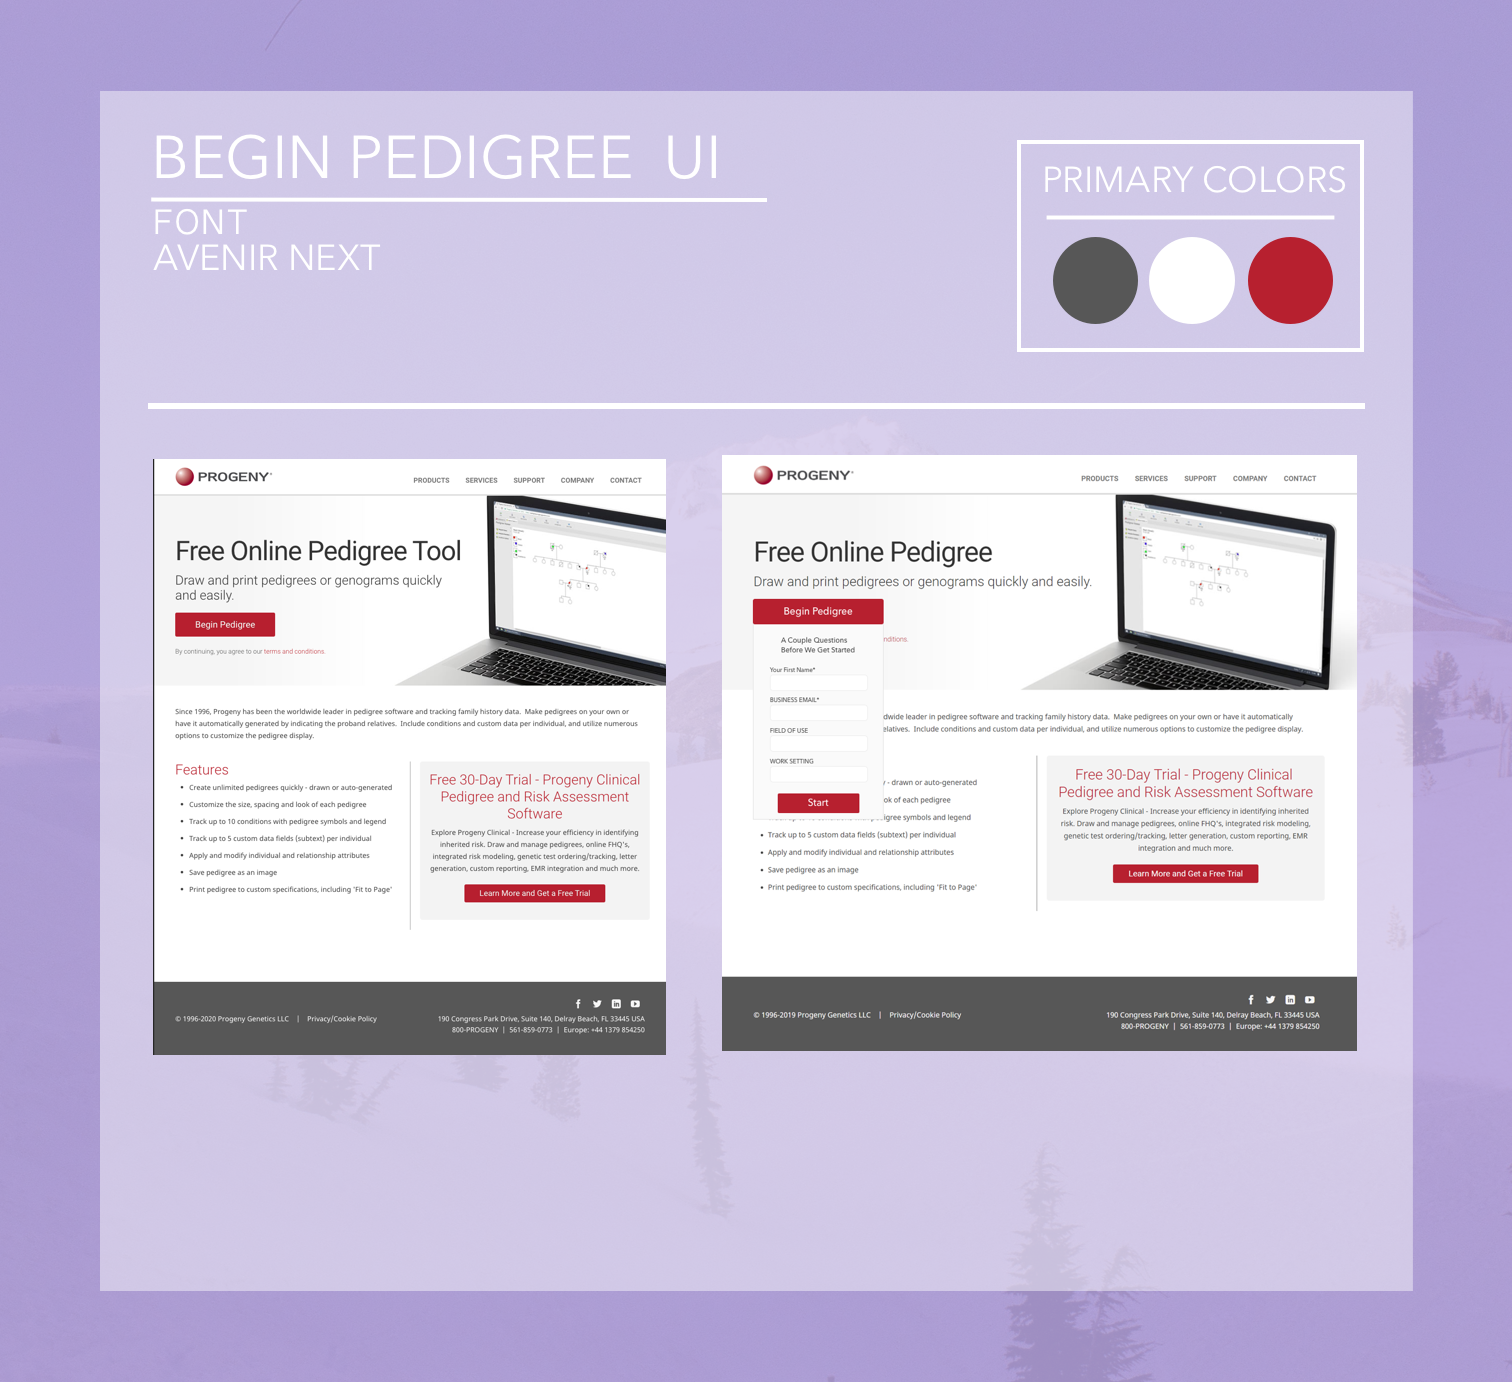 BEGIN PEDIGREE UI
FONT
AVENIR NEXT
PRIMARY COLORS
PROGENY
PRODUCTS SERVICES SUPPORT COMPANY CONTACT
Free Online Pedigree Tool
Draw and print pedigrees or genograms quickly
and easily.
Begin Pedigree
By continuing, you agree to our terms and conditions.
Since 1996, Progeny has been the worldwide leader in pedigree software and tracking family history data. Make pedigrees on your own or
have it automatically generated by indicating the proband relatives. Include conditions and custom data per individual, and utilize numerous
options to customize the pedigree display.
Features
• Create unlimited pedigrees quickly - drawn or auto-generated
• Customize the size, spacing and look of each pedigree
• Track up to 10 conditions with pedigree symbols and legend
• Track up to 5 custom data fields (subtext) per individual
• Apply and modify individual and relationship attributes
• Save pedigree as an image
• Print pedigree to custom specifications, including 'Fit to Page'
Free 30-Day Trial - Progeny Clinical
Pedigree and Risk Assessment
Software
Explore Progeny Clinical - Increase your efficiency in identifying
inherited risk. Draw and manage pedigrees, online FHQ's,
integrated risk modeling, genetic test ordering/tracking, letter
generation, custom reporting, EMR integration and much more.
Learn More and Get a Free Trial
© 1996-2020 Progeny Genetics LLC | Privacy/Cookie Policy
190 Congress Park Drive, Suite 140, Delray Beach, FL 33445 USA
800-PROGENY | 561-859-0773 | Europe: +44 1379 854250
PROGENY
PRODUCTS SERVICES SUPPORT COMPANY CONTACT
Free Online Pedigree
Draw and print pedigrees or genograms quickly and easily.
Begin Pedigree
nditions.
A Couple Questions
Before We Get Started
Your First Name*
BUSINESS EMAIL*
FIELD OF USE
WORK SETTING
Start
dwide leader in pedigree software and tracking family history data. Make pedigrees on your own or have it automatically
elatives. Include conditions and custom data per individual, and utilize numerous options to customize the pedigree display.
y - drawn or auto-generated
ok of each pedigree
igree symbols and legend
• Track up to 5 custom data fields (subtext) per individual
• Apply and modify individual and relationship attributes
• Save pedigree as an image
• Print pedigree to custom specifications, including 'Fit to Page'
Free 30-Day Trial - Progeny Clinical
Pedigree and Risk Assessment Software
Explore Progeny Clinical - Increase your efficiency in identifying inherited
risk. Draw and manage pedigrees, online FHQ's, integrated risk modeling,
genetic test ordering/tracking, letter generation, custom reporting, EMR
integration and much more.
Learn More and Get a Free Trial
© 1996-2019 Progeny Genetics LLC | Privacy/Cookie Policy
190 Congress Park Drive, Suite 140, Delray Beach, FL 33445 USA
800-PROGENY | 561-859-0773 | Europe: +44 1379 854250